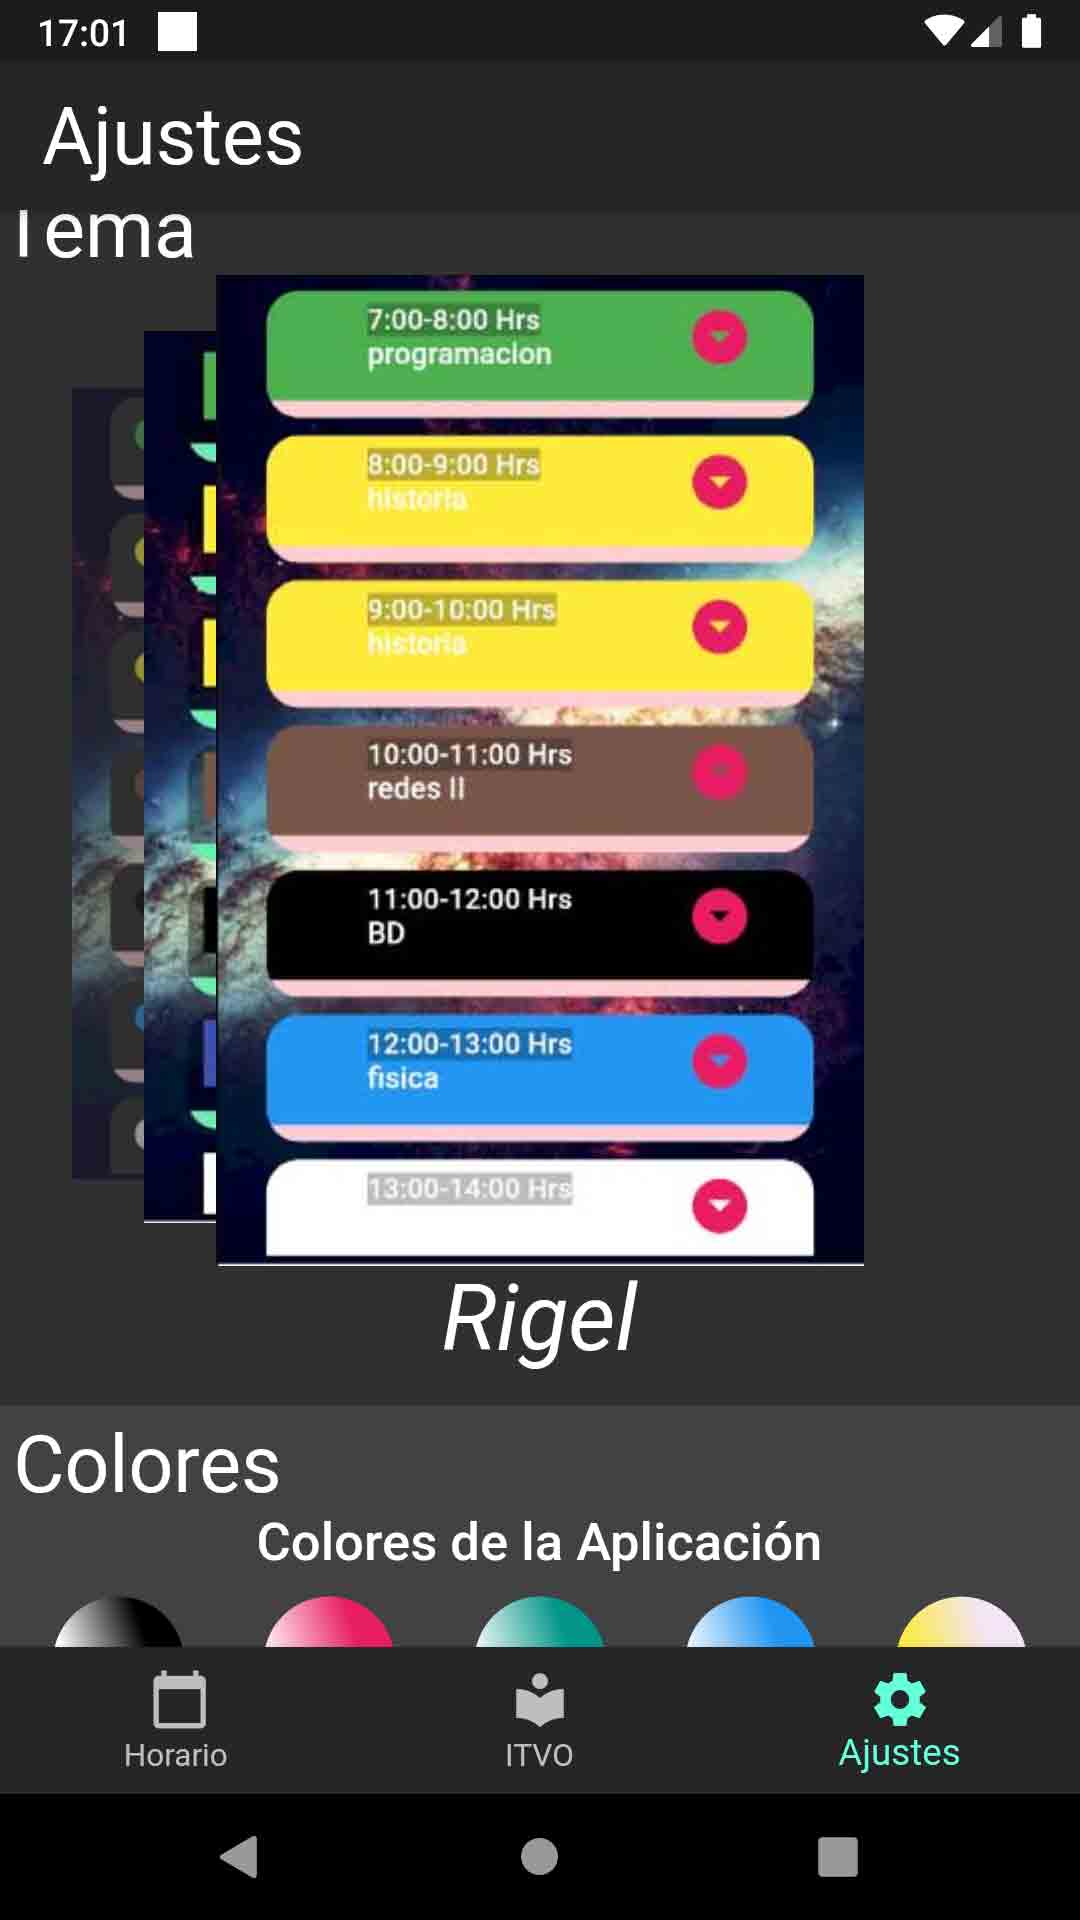 17:01
Ajustes
Tema
7:00-8:00 Hrs
programacion
8:00-9:00 Hrs
historia
9:00-10:00 Hrs
historia
10:00-11:00 Hrs
redes II
11:00-12:00 Hrs
BD
12:00-13:00 Hrs
fisica
13:00-14:00 Hrs
Rigel
Colores
Colores de la Aplicación
Horario
ITVO
Ajustes